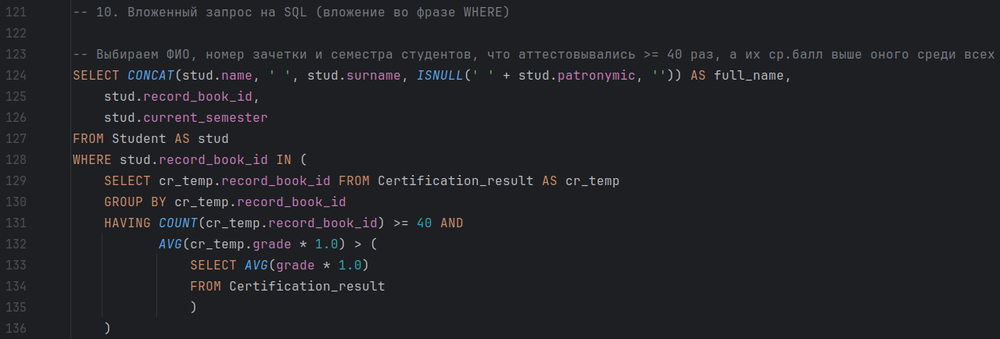 121 -- 10. Вложенный запрос на SQL (вложение во фразе WHERE)
122
123 -- Выбираем ФИО, номер зачетки и семестра студентов, что аттестовывались >= 40 раз, а их ср.балл выше оного среди всех
124 SELECT CONCAT(stud.name, ' ', stud.surname, ISNULL(' ' + stud.patronymic, '')) AS full_name,
125     stud.record_book_id,
126     stud.current_semester
127 FROM Student AS stud
128 WHERE stud.record_book_id IN (
129     SELECT cr_temp.record_book_id FROM Certification_result AS cr_temp
130     GROUP BY cr_temp.record_book_id
131     HAVING COUNT(cr_temp.record_book_id) >= 40 AND
132            AVG(cr_temp.grade * 1.0) > (
133                SELECT AVG(grade * 1.0)
134                FROM Certification_result
135                )
136     )